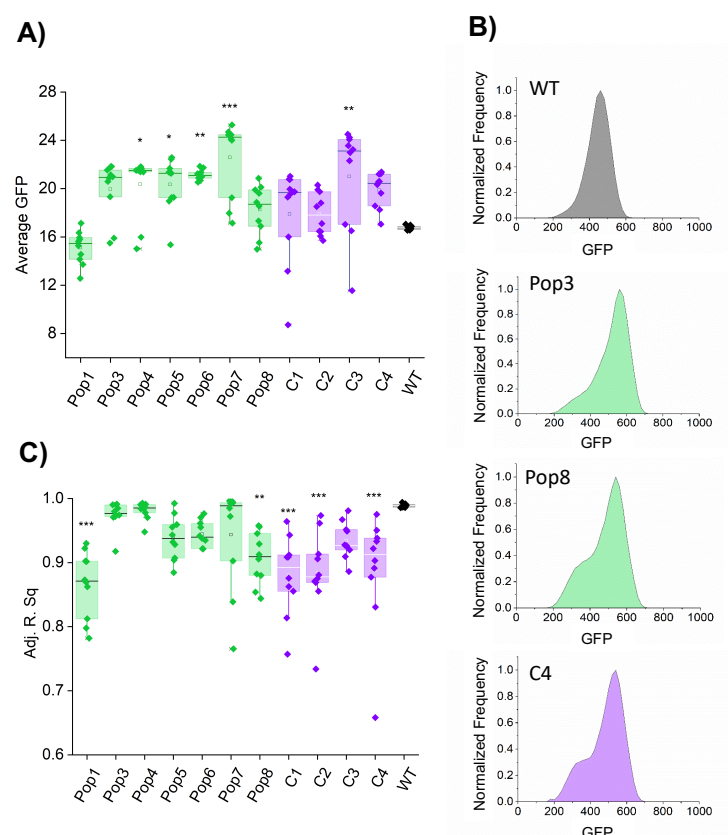 A)
28
24
20
16
12
8
Average GFP
*
*
**
***
**
Pop1
Pop3
Pop4
Pop5
Pop6
Pop7
Pop8
C1
C2
C3
C4
WT
B)
WT
Normalized Frequency
1.0
0.8
0.6
0.4
0.2
0.0
0 200 400 600 800 1000
GFP
Pop3
Normalized Frequency
1.0
0.8
0.6
0.4
0.2
0.0
0 200 400 600 800 1000
GFP
Pop8
Normalized Frequency
1.0
0.8
0.6
0.4
0.2
0.0
0 200 400 600 800 1000
GFP
C4
Normalized Frequency
1.0
0.8
0.6
0.4
0.2
0.0
0 200 400 600 800 1000
GFP
C)
1.0
0.9
0.8
0.7
0.6
Adj. R. Sq
***
**
***
***
***
Pop1
Pop3
Pop4
Pop5
Pop6
Pop7
Pop8
C1
C2
C3
C4
WT